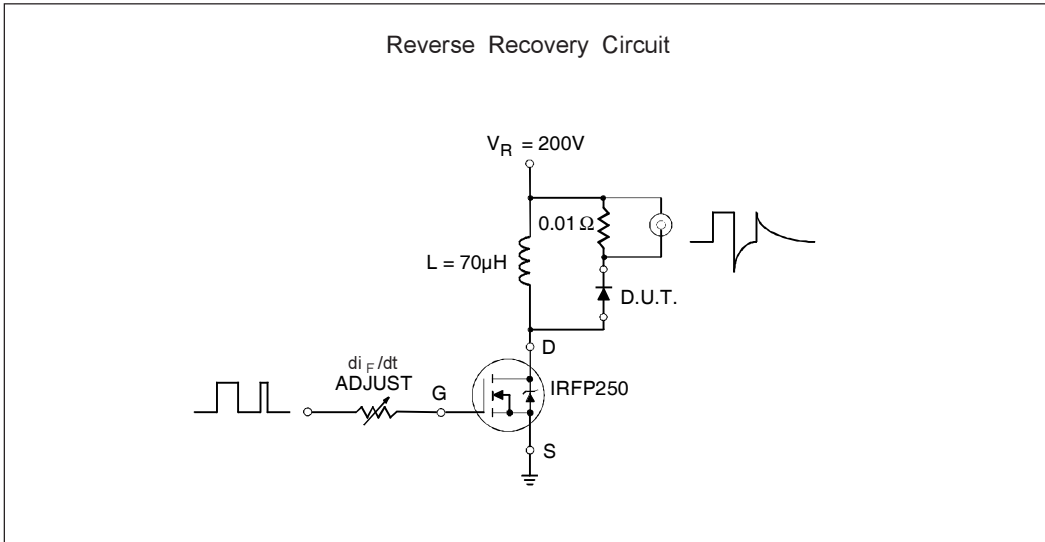 Reverse Recovery Circuit
V_R = 200V
0.01 Ω
L = 70μH
D.U.T.
D
di_F/dt
ADJUST
G
IRFP250
S